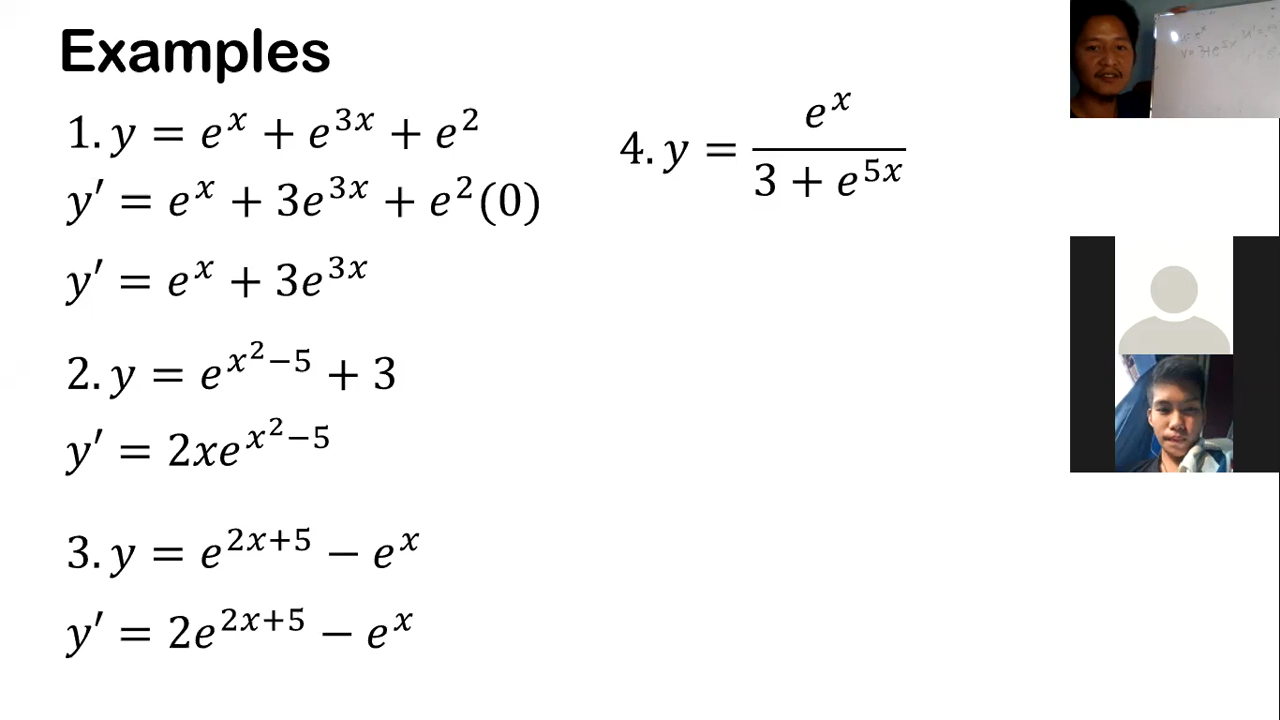 Examples
1. y = e^x + e^{3x} + e^2
y' = e^x + 3e^{3x} + e^2(0)
y' = e^x + 3e^{3x}
2. y = e^{x^2-5} + 3
y' = 2xe^{x^2-5}
3. y = e^{2x+5} − e^x
y' = 2e^{2x+5} − e^x
4. y = \frac{e^x}{3 + e^{5x}}